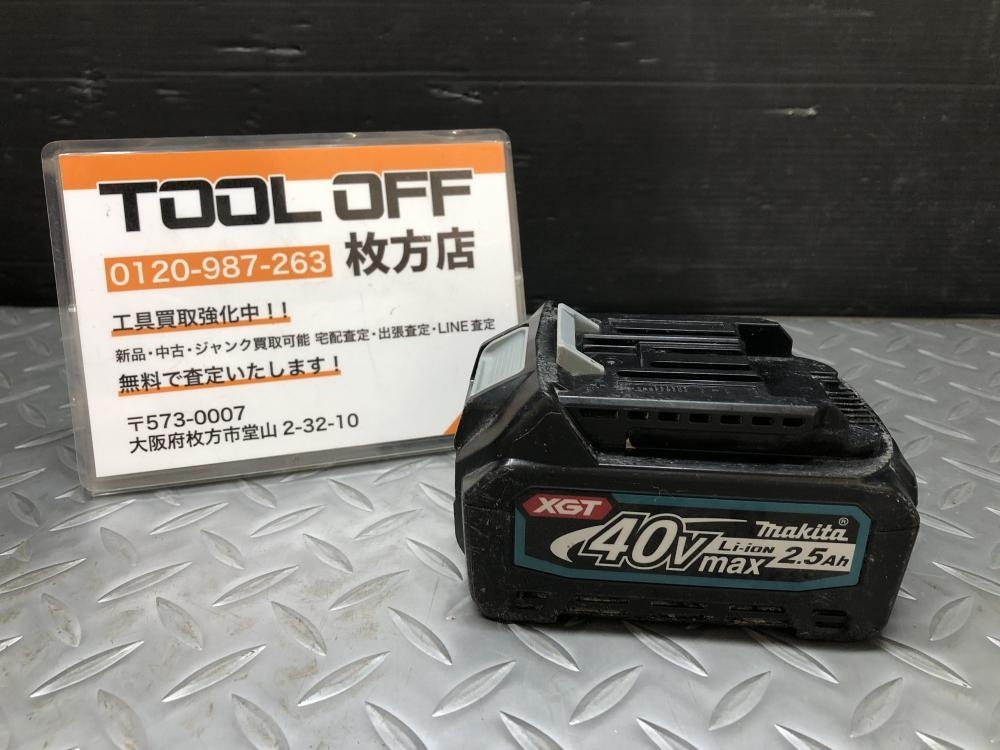 TOOL OFF
0120-987-263 枚方店
工具買取強化中!!
新品・中古・ジャンク買取可能 宅配査定・出張査定・LINE査定
無料で査定いたします!
〒573-0007
大阪府枚方市堂山 2-32-10
XGT
40Vmax
makita®
Li-ion 2.5Ah